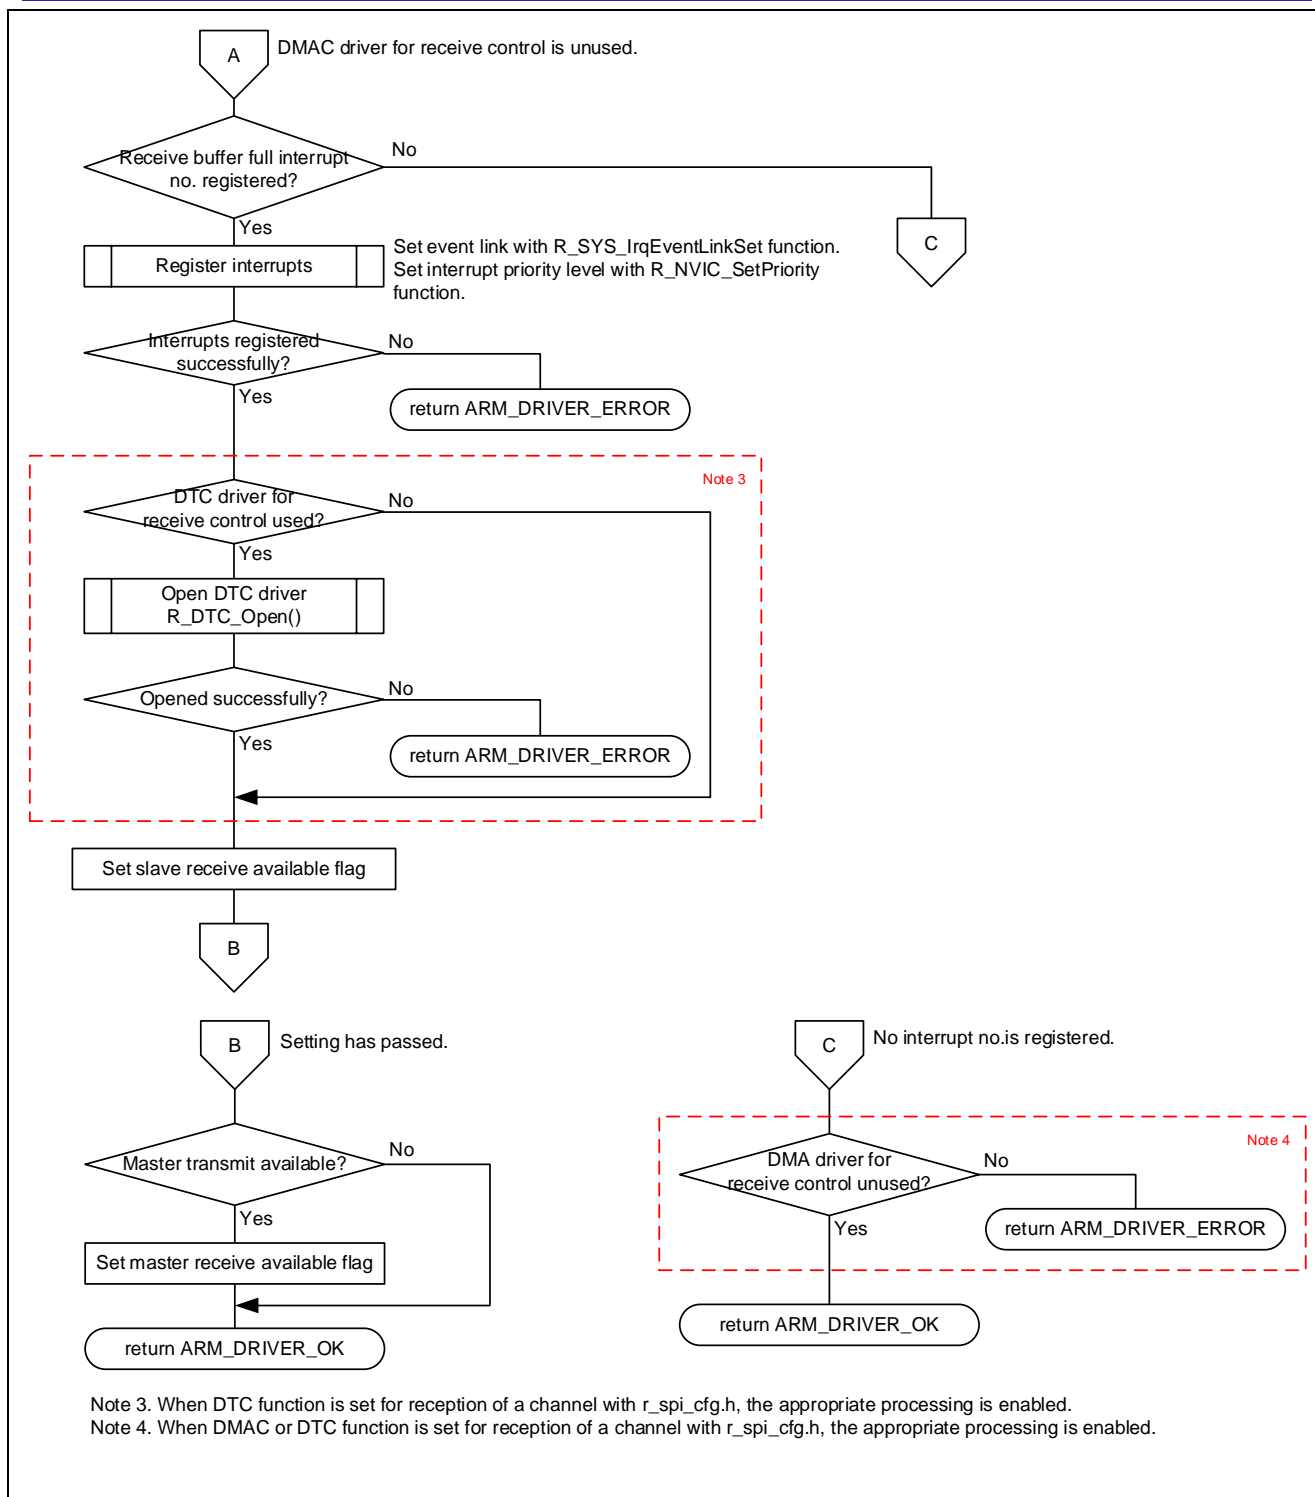 A
DMAC driver for receive control is unused.
Receive buffer full interrupt
no. registered?
No
Yes
C
Register interrupts
Set event link with R_SYS_IrqEventLinkSet function.
Set interrupt priority level with R_NVIC_SetPriority
function.
Interrupts registered
successfully?
No
Yes
return ARM_DRIVER_ERROR
Note 3
DTC driver for
receive control used?
No
Yes
Open DTC driver
R_DTC_Open()
Opened successfully?
No
Yes
return ARM_DRIVER_ERROR
Set slave receive available flag
B
B
Setting has passed.
Master transmit available?
No
Yes
Set master receive available flag
return ARM_DRIVER_OK
C
No interrupt no.is registered.
Note 4
DMA driver for
receive control unused?
No
Yes
return ARM_DRIVER_ERROR
return ARM_DRIVER_OK
Note 3. When DTC function is set for reception of a channel with r_spi_cfg.h, the appropriate processing is enabled.
Note 4. When DMAC or DTC function is set for reception of a channel with r_spi_cfg.h, the appropriate processing is enabled.